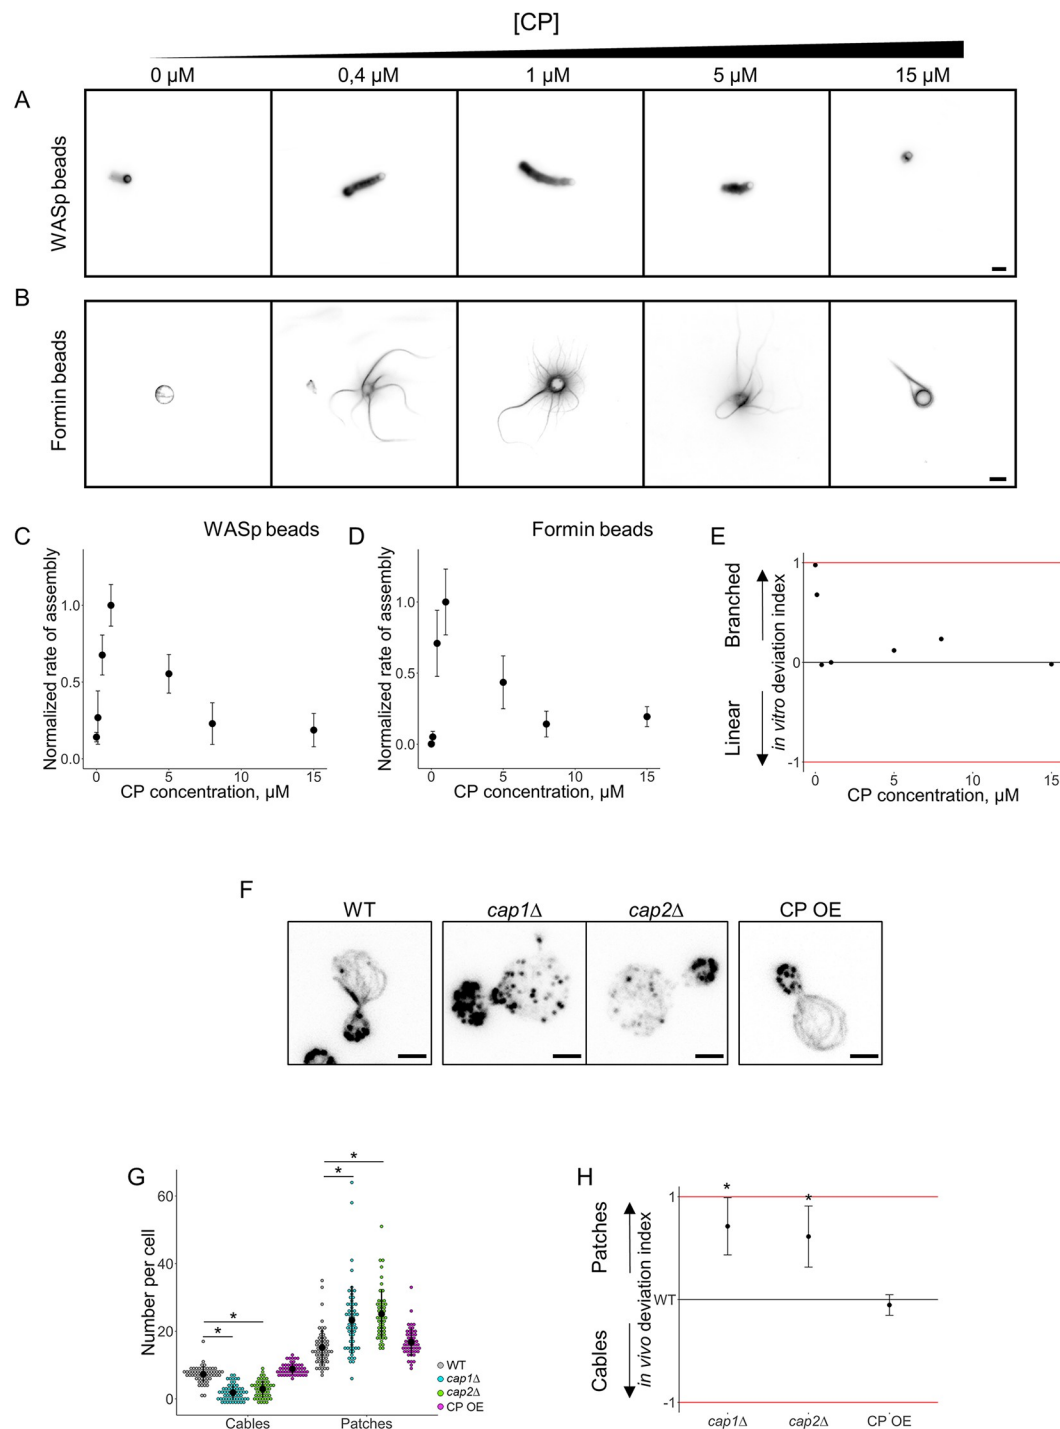 [CP]
0 µM 0,4 µM 1 µM 5 µM 15 µM
A
WASp beads
B
Formin beads
C
WASp beads
Normalized rate of assembly
1.0
0.5
0.0
0 5 10 15
CP concentration, µM
D
Formin beads
Normalized rate of assembly
1.0
0.5
0.0
0 5 10 15
CP concentration, µM
E
Branched
Linear
in vitro deviation index
1
0
-1
0 5 10 15
CP concentration, µM
F
WT cap1Δ cap2Δ CP OE
G
Number per cell
60
40
20
0
* *
* *
Cables Patches
WT
cap1Δ
cap2Δ
CP OE
H
Patches
Cables
in vivo deviation index
1
WT
-1
* *
cap1Δ cap2Δ CP OE